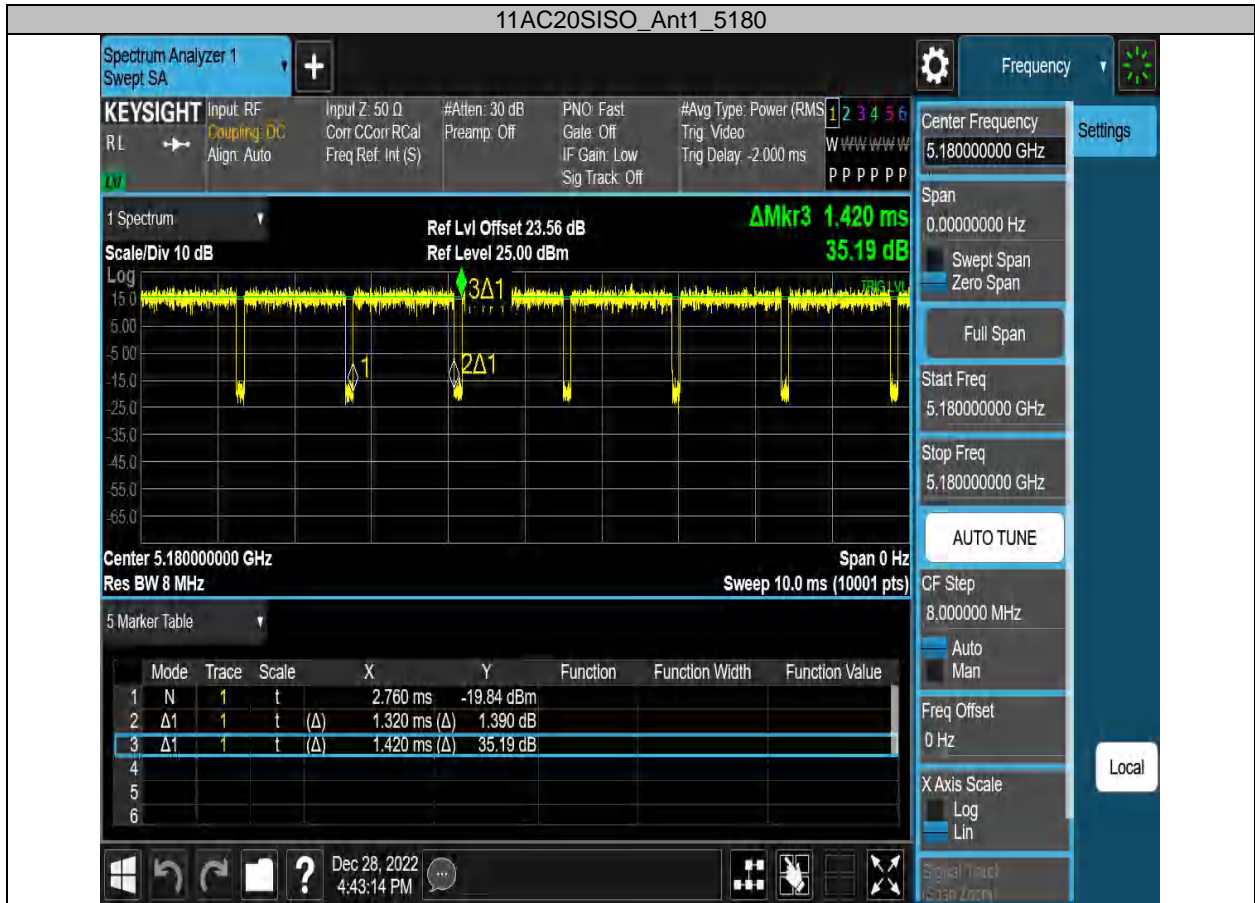 11AC20SISO_Ant1_5180
Spectrum Analyzer 1
Swept SA
+
Frequency
KEYSIGHT
RL
LXI
Input: RF
Coupling: DC
Align: Auto
Input Z: 50 Ω
Corr CCorr RCal
Freq Ref: Int (S)
#Atten: 30 dB
Preamp: Off
PNO: Fast
Gate: Off
IF Gain: Low
Sig Track: Off
#Avg Type: Power (RMS
Trig: Video
Trig Delay: -2.000 ms
1 2 3 4 5 6
W W W W W W
P P P P P P
1 Spectrum
Scale/Div 10 dB
Ref Lvl Offset 23.56 dB
Ref Level 25.00 dBm
ΔMkr3 1.420 ms
35.19 dB
Log
15.0
5.00
-5.00
-15.0
-25.0
-35.0
-45.0
-55.0
-65.0
3Δ1
TRIG LVL
1
2Δ1
Center 5.180000000 GHz
Span 0 Hz
Res BW 8 MHz
Sweep 10.0 ms (10001 pts)
5 Marker Table
Mode Trace Scale X Y Function Function Width Function Value
1 N 1 t 2.760 ms -19.84 dBm
2 Δ1 1 t (Δ) 1.320 ms (Δ) 1.390 dB
3 Δ1 1 t (Δ) 1.420 ms (Δ) 35.19 dB
4
5
6
Dec 28, 2022
4:43:14 PM
?
Center Frequency
5.180000000 GHz
Settings
Span
0.00000000 Hz
Swept Span
Zero Span
Full Span
Start Freq
5.180000000 GHz
Stop Freq
5.180000000 GHz
AUTO TUNE
CF Step
8.000000 MHz
Auto
Man
Freq Offset
0 Hz
X Axis Scale
Log
Lin
Local
Signal Track
(Span Zoom)